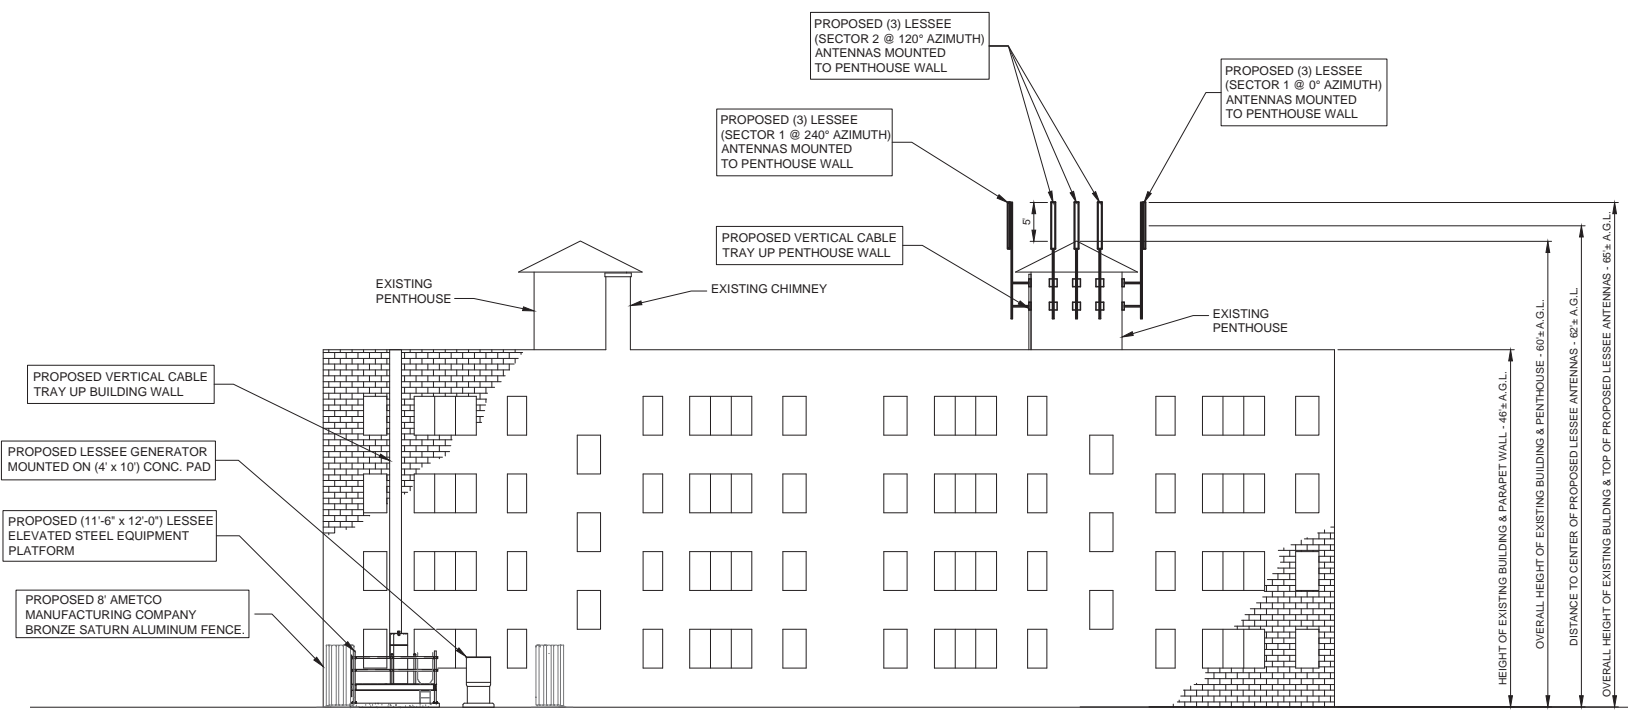 PROPOSED (3) LESSEE
(SECTOR 2 @ 120° AZIMUTH)
ANTENNAS MOUNTED
TO PENTHOUSE WALL
PROPOSED (3) LESSEE
(SECTOR 1 @ 0° AZIMUTH)
ANTENNAS MOUNTED
TO PENTHOUSE WALL
PROPOSED (3) LESSEE
(SECTOR 1 @ 240° AZIMUTH)
ANTENNAS MOUNTED
TO PENTHOUSE WALL
5'
PROPOSED VERTICAL CABLE
TRAY UP PENTHOUSE WALL
EXISTING
PENTHOUSE
EXISTING CHIMNEY
EXISTING
PENTHOUSE
PROPOSED VERTICAL CABLE
TRAY UP BUILDING WALL
PROPOSED LESSEE GENERATOR
MOUNTED ON (4' x 10') CONC. PAD
PROPOSED (11'-6" x 12'-0") LESSEE
ELEVATED STEEL EQUIPMENT
PLATFORM
PROPOSED 8' AMETCO
MANUFACTURING COMPANY
BRONZE SATURN ALUMINUM FENCE.
HEIGHT OF EXISTING BUILDING & PARAPET WALL - 46'± A.G.L.
OVERALL HEIGHT OF EXISTING BUILDING & PENTHOUSE - 60'± A.G.L.
DISTANCE TO CENTER OF PROPOSED LESSEE ANTENNAS - 62'± A.G.L.
OVERALL HEIGHT OF EXISTING BUILDING & TOP OF PROPOSED LESSEE ANTENNAS - 65'± A.G.L.